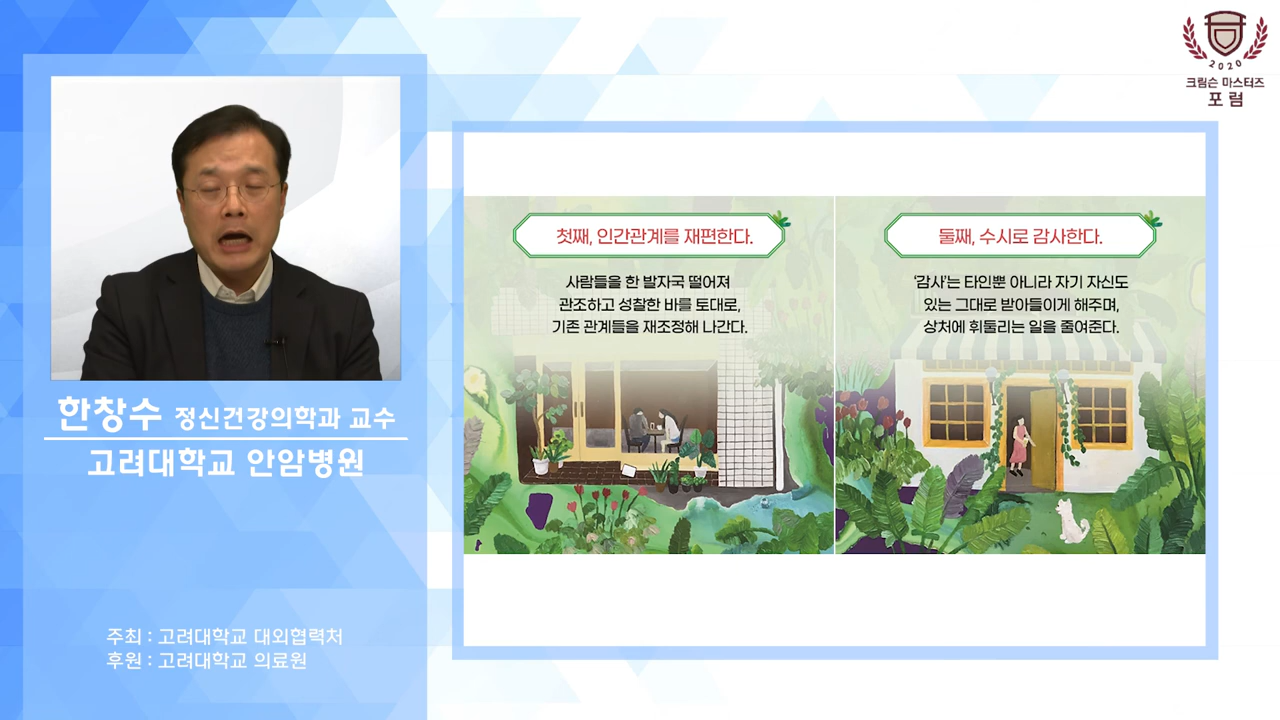 2020
크림슨 마스터즈
포 럼
한창수 정신건강의학과 교수
고려대학교 안암병원
주최 : 고려대학교 대외협력처
후원 : 고려대학교 의료원
첫째, 인간관계를 재편한다.
사람들을 한 발자국 떨어져
관조하고 성찰한 바를 토대로,
기존 관계들을 재조정해 나간다.
둘째, 수시로 감사한다.
‘감사’는 타인뿐 아니라 자기 자신도
있는 그대로 받아들이게 해주며,
상처에 휘둘리는 일을 줄여준다.